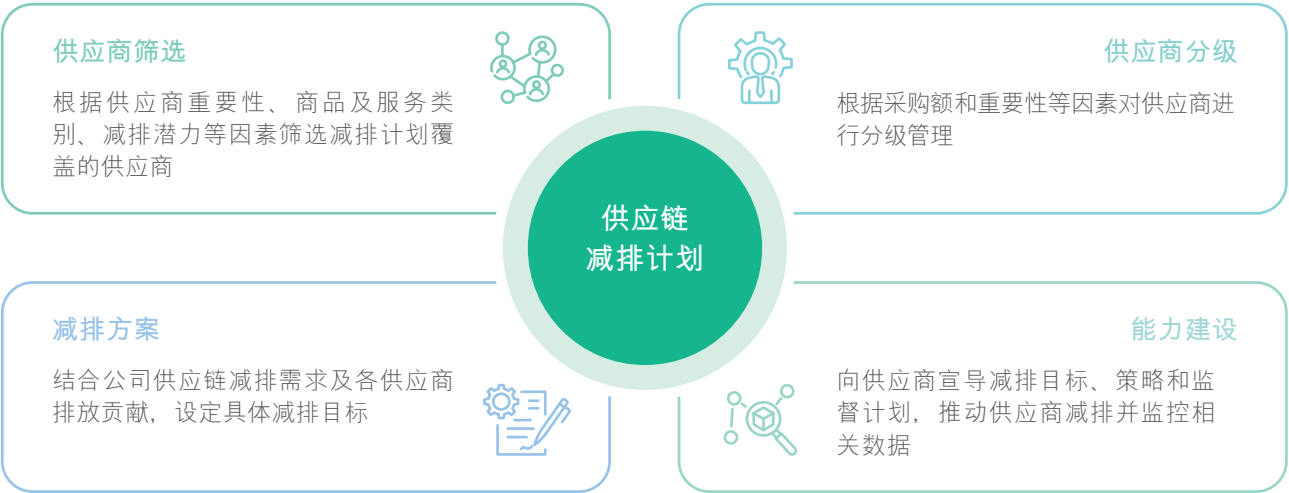 供应商筛选
根据供应商重要性、商品及服务类
别、减排潜力等因素筛选减排计划覆
盖的供应商
供应商分级
根据采购额和重要性等因素对供应商进
行分级管理
供应链
减排计划
减排方案
结合公司供应链减排需求及各供应商
排放贡献，设定具体减排目标
能力建设
向供应商宣导减排目标、策略和监
督计划，推动供应商减排并监控相
关数据